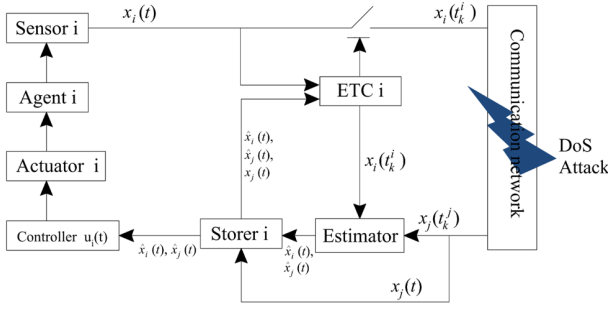 Sensor i
x_i(t)
x_i(t_k^i)
Agent i
ETC i
Communication network
DoS
Attack
x̂_i(t),
x̂_j(t),
x_j(t)
x_i(t_k^i)
Actuator i
Controller u_i(t)
x̂_i(t), x̂_j(t)
Storer i
x̂_i(t),
x̂_j(t)
Estimator
x_j(t_k^j)
x_j(t)